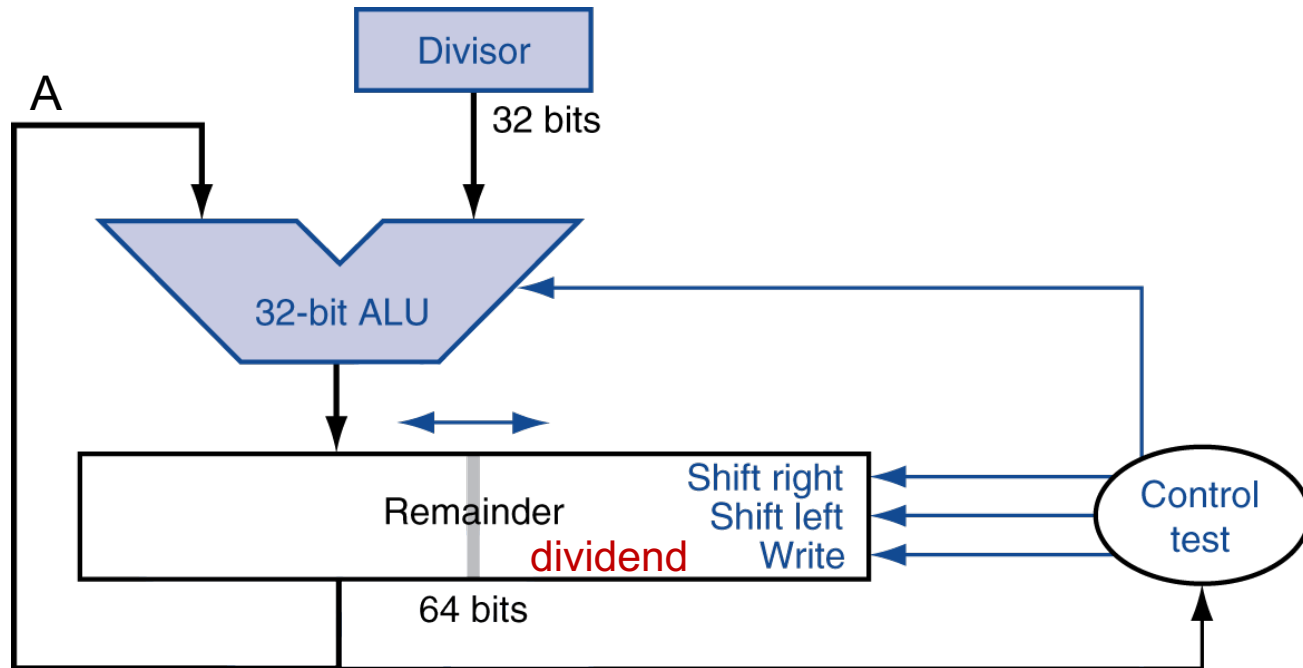 Divisor
A
32 bits
32-bit ALU
Shift right
Remainder
Shift left
Control
test
dividend
Write
64 bits